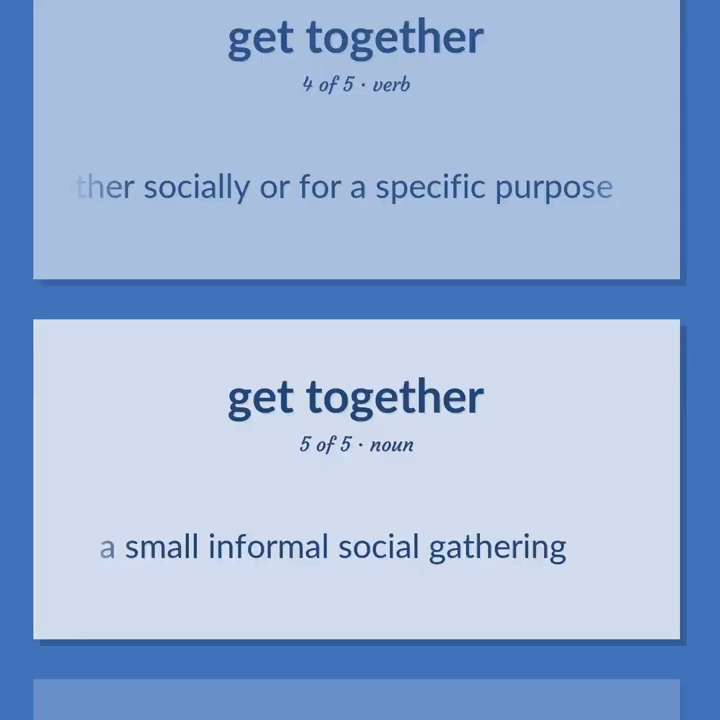 get together
4 of 5 · verb
ther socially or for a specific purpose
get together
5 of 5 · noun
a small informal social gathering